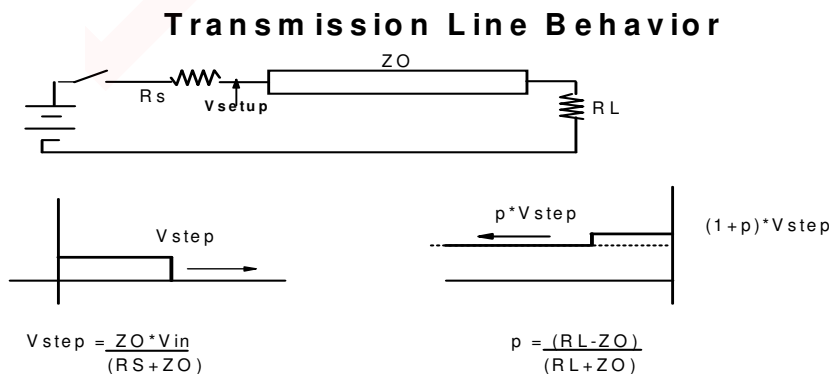 Transmission Line Behavior
ZO
Rs
Vsetup
RL
Vstep
p*Vstep
(1+p)*Vstep
Vstep = ZO*Vin
(RS+ZO)
p = (RL-ZO)
(RL+ZO)